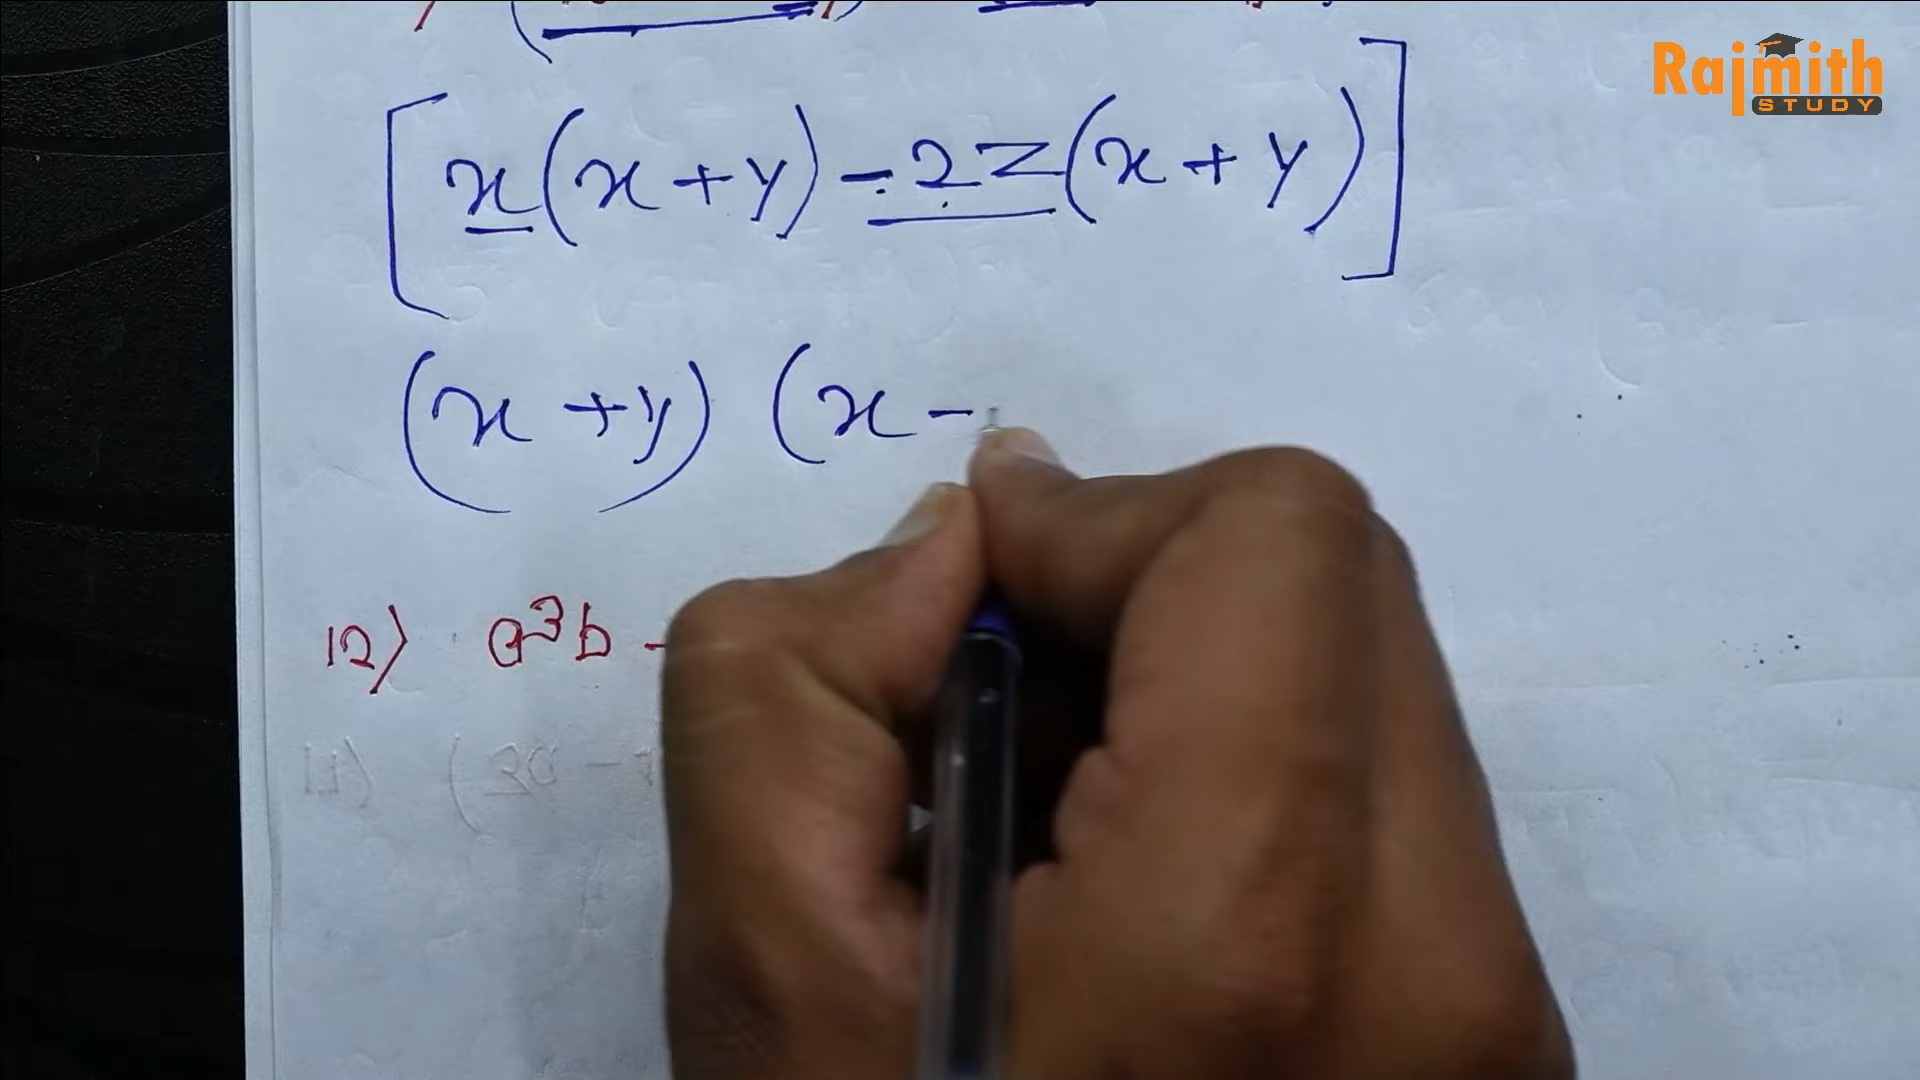 Rajmith
STUDY
[x(x+y)-2z(x+y)]
(x+y) (x-
12) a³b -